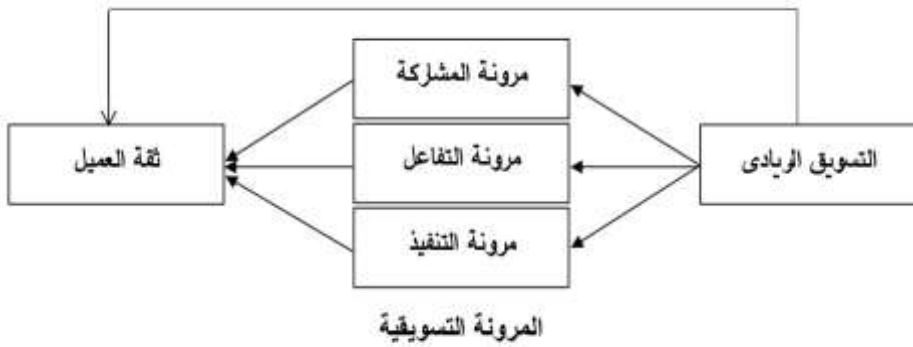 مرونة المشاركة
التسويق الريادى
مرونة التفاعل
ثقة العميل
مرونة التنفيذ
المرونة التسويقية